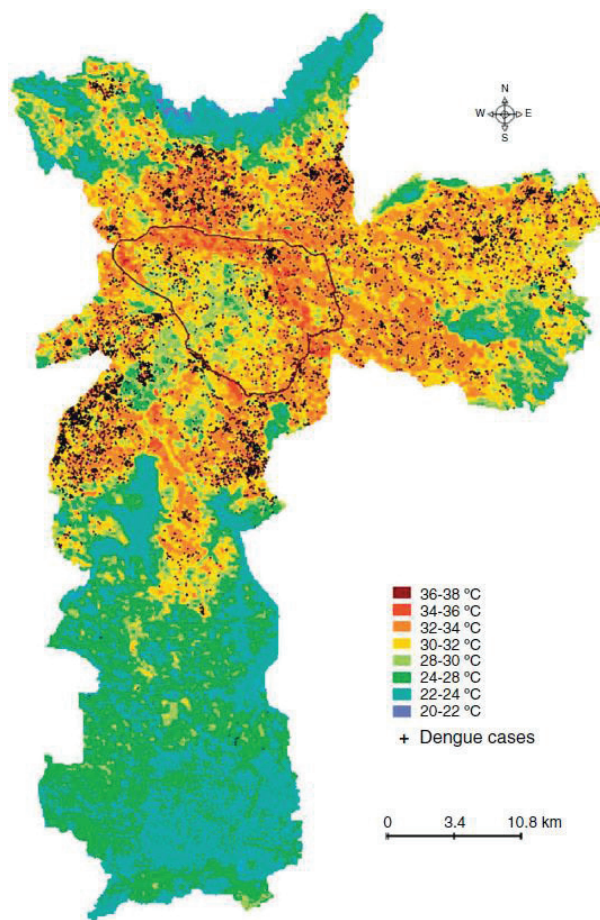 N
W E
S
36-38 ºC
34-36 ºC
32-34 ºC
30-32 ºC
28-30 ºC
24-28 ºC
22-24 ºC
20-22 ºC
+ Dengue cases
0 3.4 10.8 km